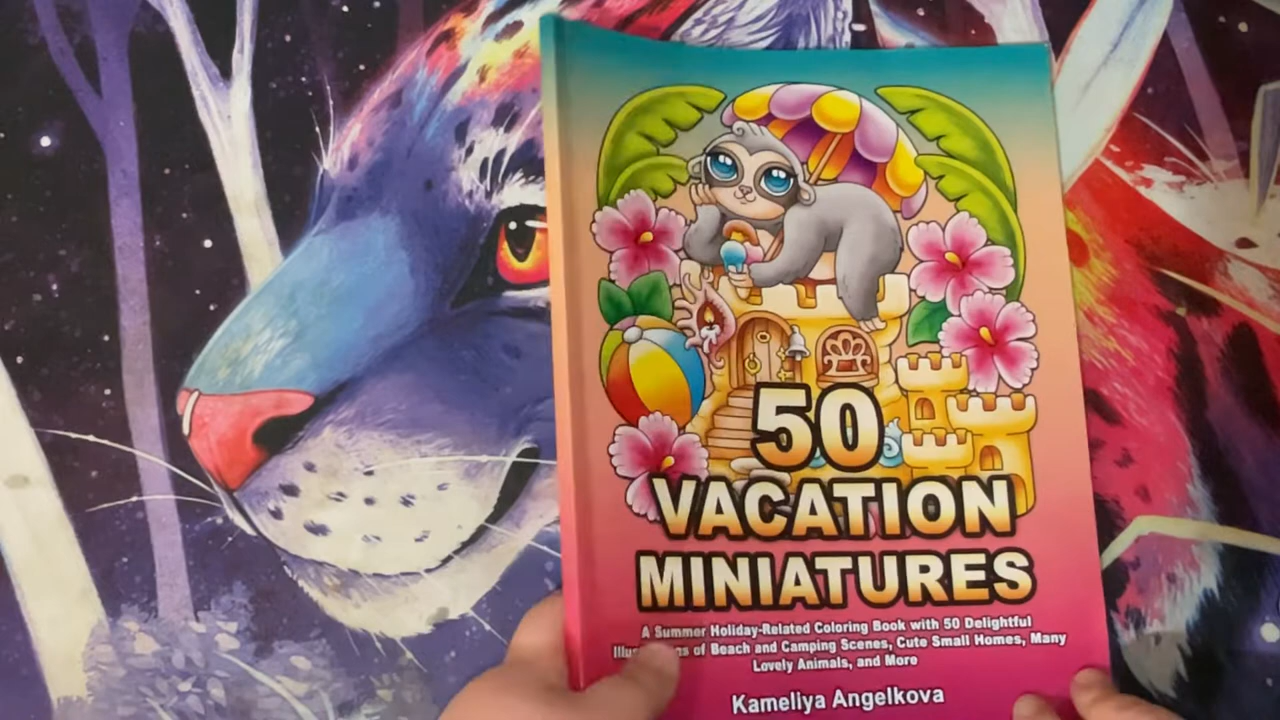 50
VACATION
MINIATURES
A Summer Holiday-Related Coloring Book with 50 Delightful
of Beach and Camping Scenes, Cute Small Homes, Many
Lovely Animals, and More
Kameliya Angelkova